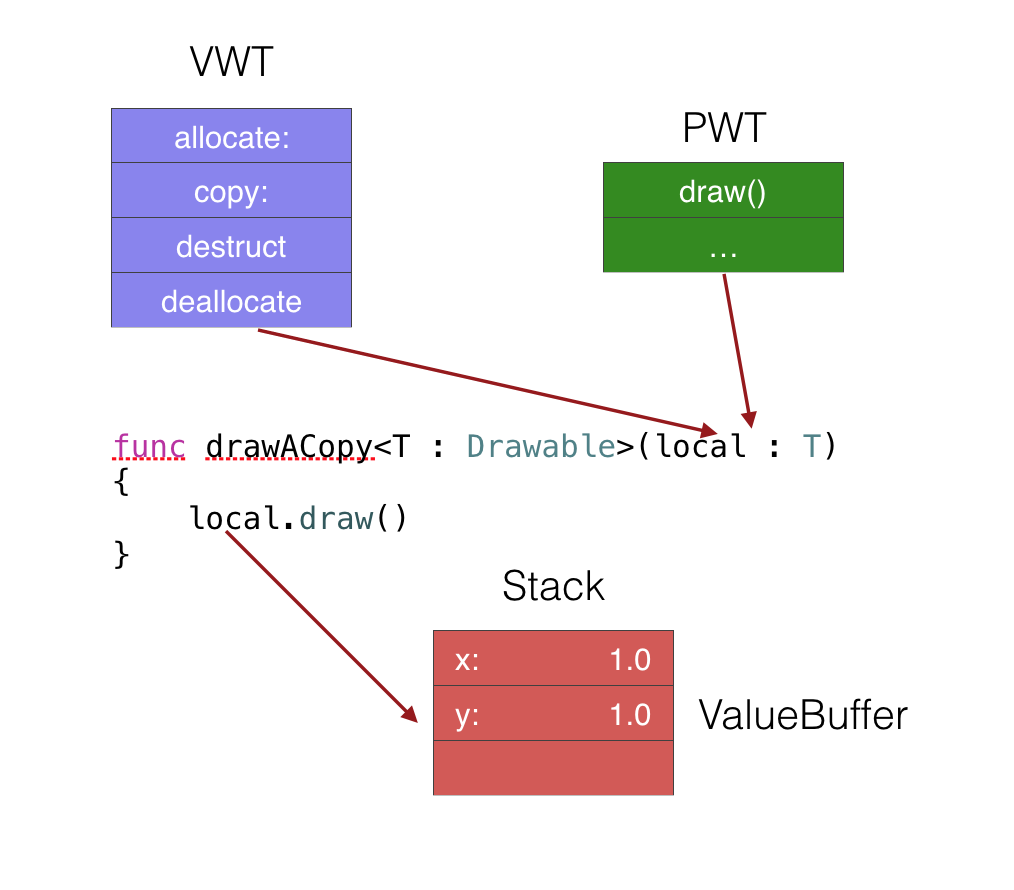 VWT
allocate:
copy:
destruct
deallocate
PWT
draw()
...
func drawACopy<T : Drawable>(local : T)
{
local.draw()
}
Stack
x: 1.0
y: 1.0
ValueBuffer